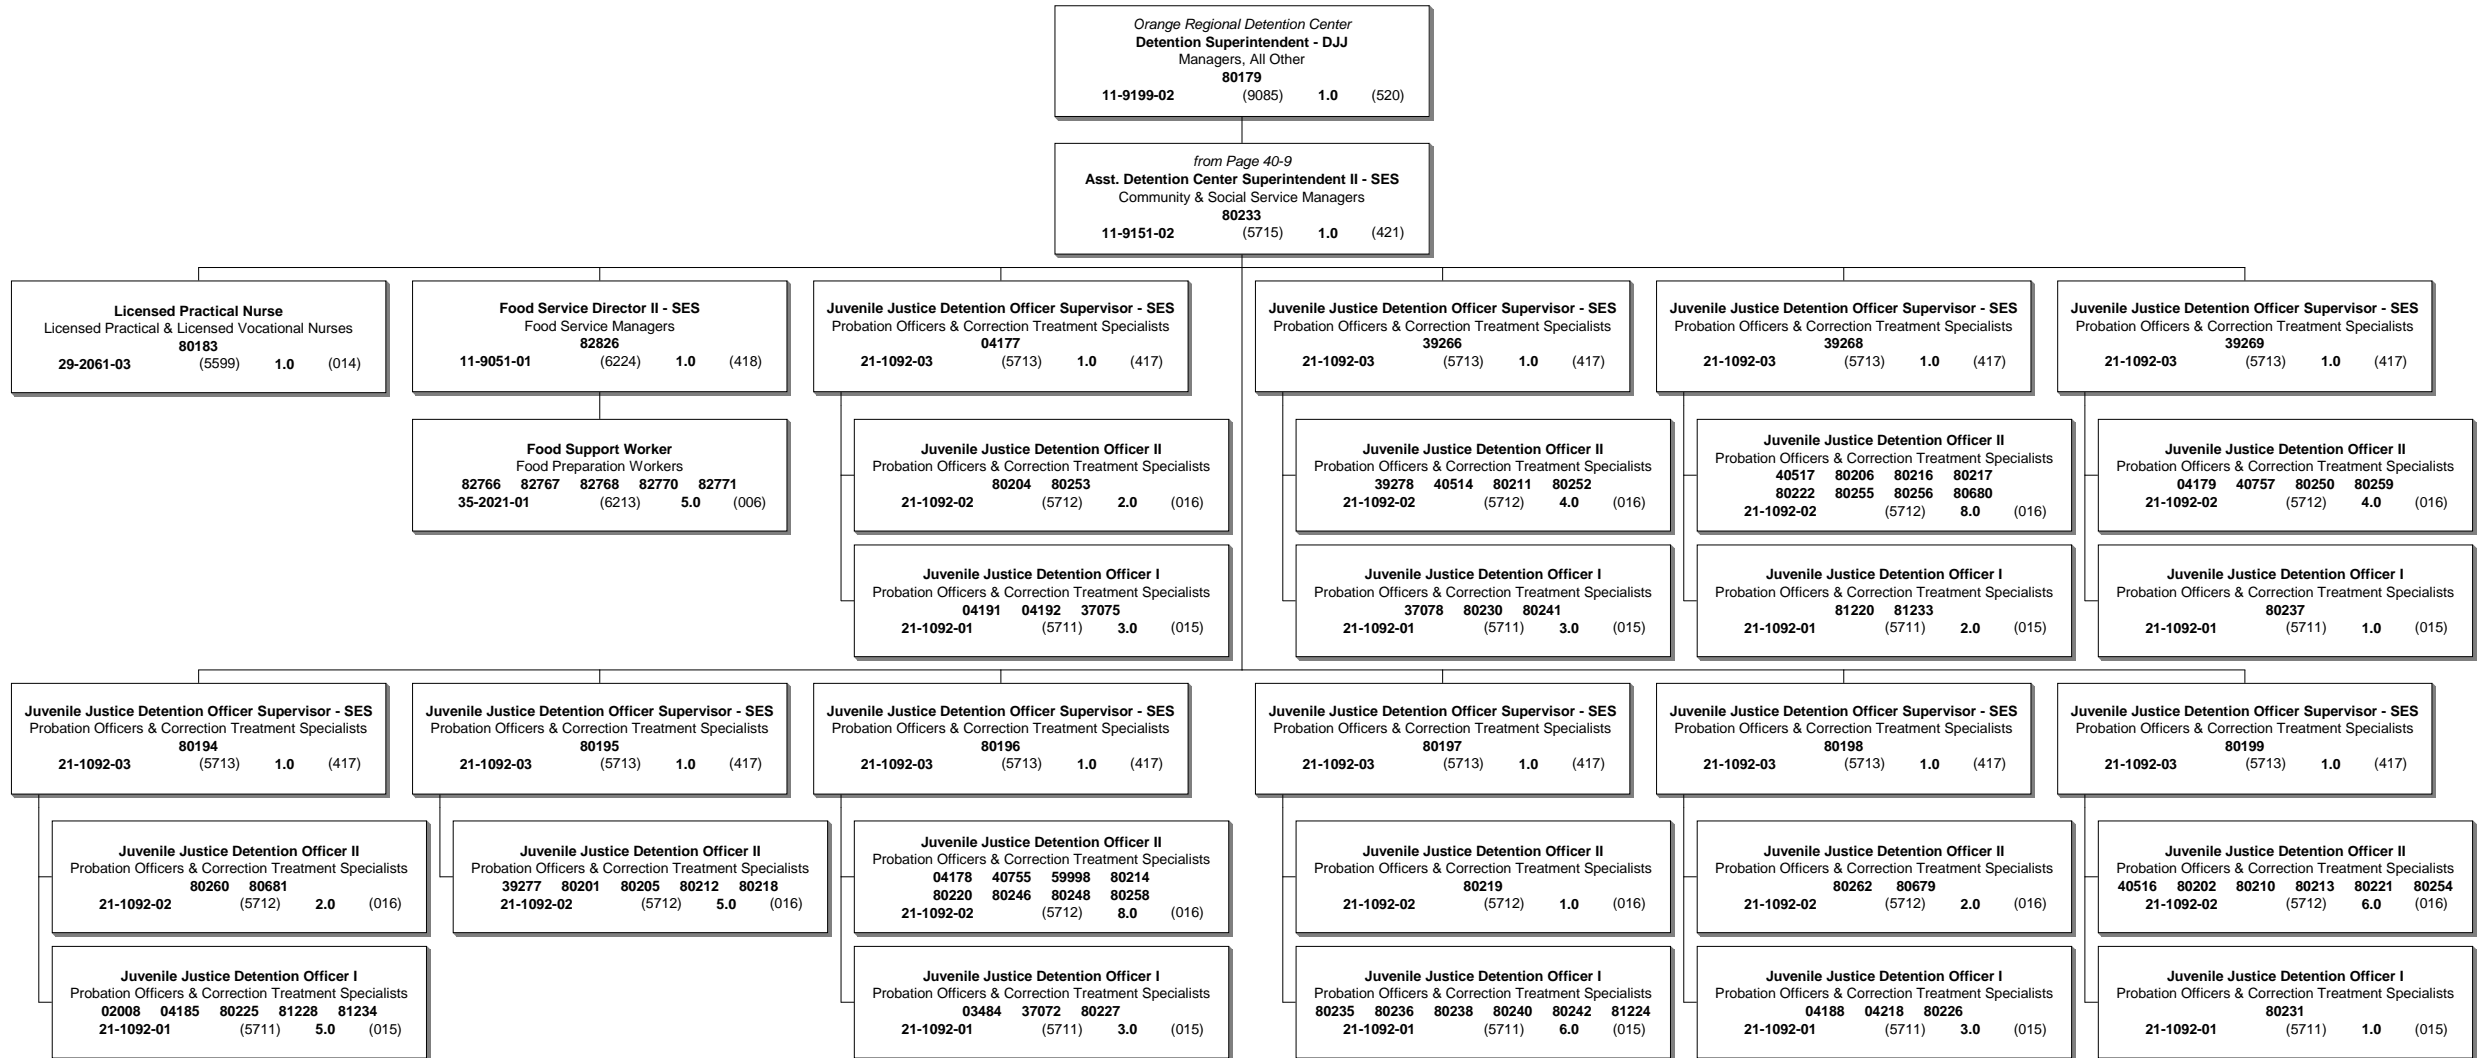 Orange Regional Detention Center
Detention Superintendent - DJJ
Managers, All Other
80179
11-9199-02 (9085) 1.0 (520)
from Page 40-9
Asst. Detention Center Superintendent II - SES
Community & Social Service Managers
80233
11-9151-02 (5715) 1.0 (421)
Licensed Practical Nurse
Licensed Practical & Licensed Vocational Nurses
80183
29-2061-03 (5599) 1.0 (014)
Food Service Director II - SES
Food Service Managers
82826
11-9051-01 (6224) 1.0 (418)
Food Support Worker
Food Preparation Workers
82766 82767 82768 82770 82771
35-2021-01 (6213) 5.0 (006)
Juvenile Justice Detention Officer Supervisor - SES
Probation Officers & Correction Treatment Specialists
04177
21-1092-03 (5713) 1.0 (417)
Juvenile Justice Detention Officer II
Probation Officers & Correction Treatment Specialists
80204 80253
21-1092-02 (5712) 2.0 (016)
Juvenile Justice Detention Officer I
Probation Officers & Correction Treatment Specialists
04191 04192 37075
21-1092-01 (5711) 3.0 (015)
Juvenile Justice Detention Officer Supervisor - SES
Probation Officers & Correction Treatment Specialists
39266
21-1092-03 (5713) 1.0 (417)
Juvenile Justice Detention Officer II
Probation Officers & Correction Treatment Specialists
39278 40514 80211 80252
21-1092-02 (5712) 4.0 (016)
Juvenile Justice Detention Officer I
Probation Officers & Correction Treatment Specialists
37078 80230 80241
21-1092-01 (5711) 3.0 (015)
Juvenile Justice Detention Officer Supervisor - SES
Probation Officers & Correction Treatment Specialists
39268
21-1092-03 (5713) 1.0 (417)
Juvenile Justice Detention Officer II
Probation Officers & Correction Treatment Specialists
40517 80206 80216 80217
80222 80255 80256 80680
21-1092-02 (5712) 8.0 (016)
Juvenile Justice Detention Officer I
Probation Officers & Correction Treatment Specialists
81220 81233
21-1092-01 (5711) 2.0 (015)
Juvenile Justice Detention Officer Supervisor - SES
Probation Officers & Correction Treatment Specialists
39269
21-1092-03 (5713) 1.0 (417)
Juvenile Justice Detention Officer II
Probation Officers & Correction Treatment Specialists
04179 40757 80250 80259
21-1092-02 (5712) 4.0 (016)
Juvenile Justice Detention Officer I
Probation Officers & Correction Treatment Specialists
80237
21-1092-01 (5711) 1.0 (015)
Juvenile Justice Detention Officer Supervisor - SES
Probation Officers & Correction Treatment Specialists
80194
21-1092-03 (5713) 1.0 (417)
Juvenile Justice Detention Officer II
Probation Officers & Correction Treatment Specialists
80260 80681
21-1092-02 (5712) 2.0 (016)
Juvenile Justice Detention Officer I
Probation Officers & Correction Treatment Specialists
02008 04185 80225 81228 81234
21-1092-01 (5711) 5.0 (015)
Juvenile Justice Detention Officer Supervisor - SES
Probation Officers & Correction Treatment Specialists
80195
21-1092-03 (5713) 1.0 (417)
Juvenile Justice Detention Officer II
Probation Officers & Correction Treatment Specialists
39277 80201 80205 80212 80218
21-1092-02 (5712) 5.0 (016)
Juvenile Justice Detention Officer Supervisor - SES
Probation Officers & Correction Treatment Specialists
80196
21-1092-03 (5713) 1.0 (417)
Juvenile Justice Detention Officer II
Probation Officers & Correction Treatment Specialists
04178 40755 59998 80214
80220 80246 80248 80258
21-1092-02 (5712) 8.0 (016)
Juvenile Justice Detention Officer I
Probation Officers & Correction Treatment Specialists
03484 37072 80227
21-1092-01 (5711) 3.0 (015)
Juvenile Justice Detention Officer Supervisor - SES
Probation Officers & Correction Treatment Specialists
80197
21-1092-03 (5713) 1.0 (417)
Juvenile Justice Detention Officer II
Probation Officers & Correction Treatment Specialists
80219
21-1092-02 (5712) 1.0 (016)
Juvenile Justice Detention Officer I
Probation Officers & Correction Treatment Specialists
80235 80236 80238 80240 80242 81224
21-1092-01 (5711) 6.0 (015)
Juvenile Justice Detention Officer Supervisor - SES
Probation Officers & Correction Treatment Specialists
80198
21-1092-03 (5713) 1.0 (417)
Juvenile Justice Detention Officer II
Probation Officers & Correction Treatment Specialists
80262 80679
21-1092-02 (5712) 2.0 (016)
Juvenile Justice Detention Officer I
Probation Officers & Correction Treatment Specialists
04188 04218 80226
21-1092-01 (5711) 3.0 (015)
Juvenile Justice Detention Officer Supervisor - SES
Probation Officers & Correction Treatment Specialists
80199
21-1092-03 (5713) 1.0 (417)
Juvenile Justice Detention Officer II
Probation Officers & Correction Treatment Specialists
40516 80202 80210 80213 80221 80254
21-1092-02 (5712) 6.0 (016)
Juvenile Justice Detention Officer I
Probation Officers & Correction Treatment Specialists
80231
21-1092-01 (5711) 1.0 (015)